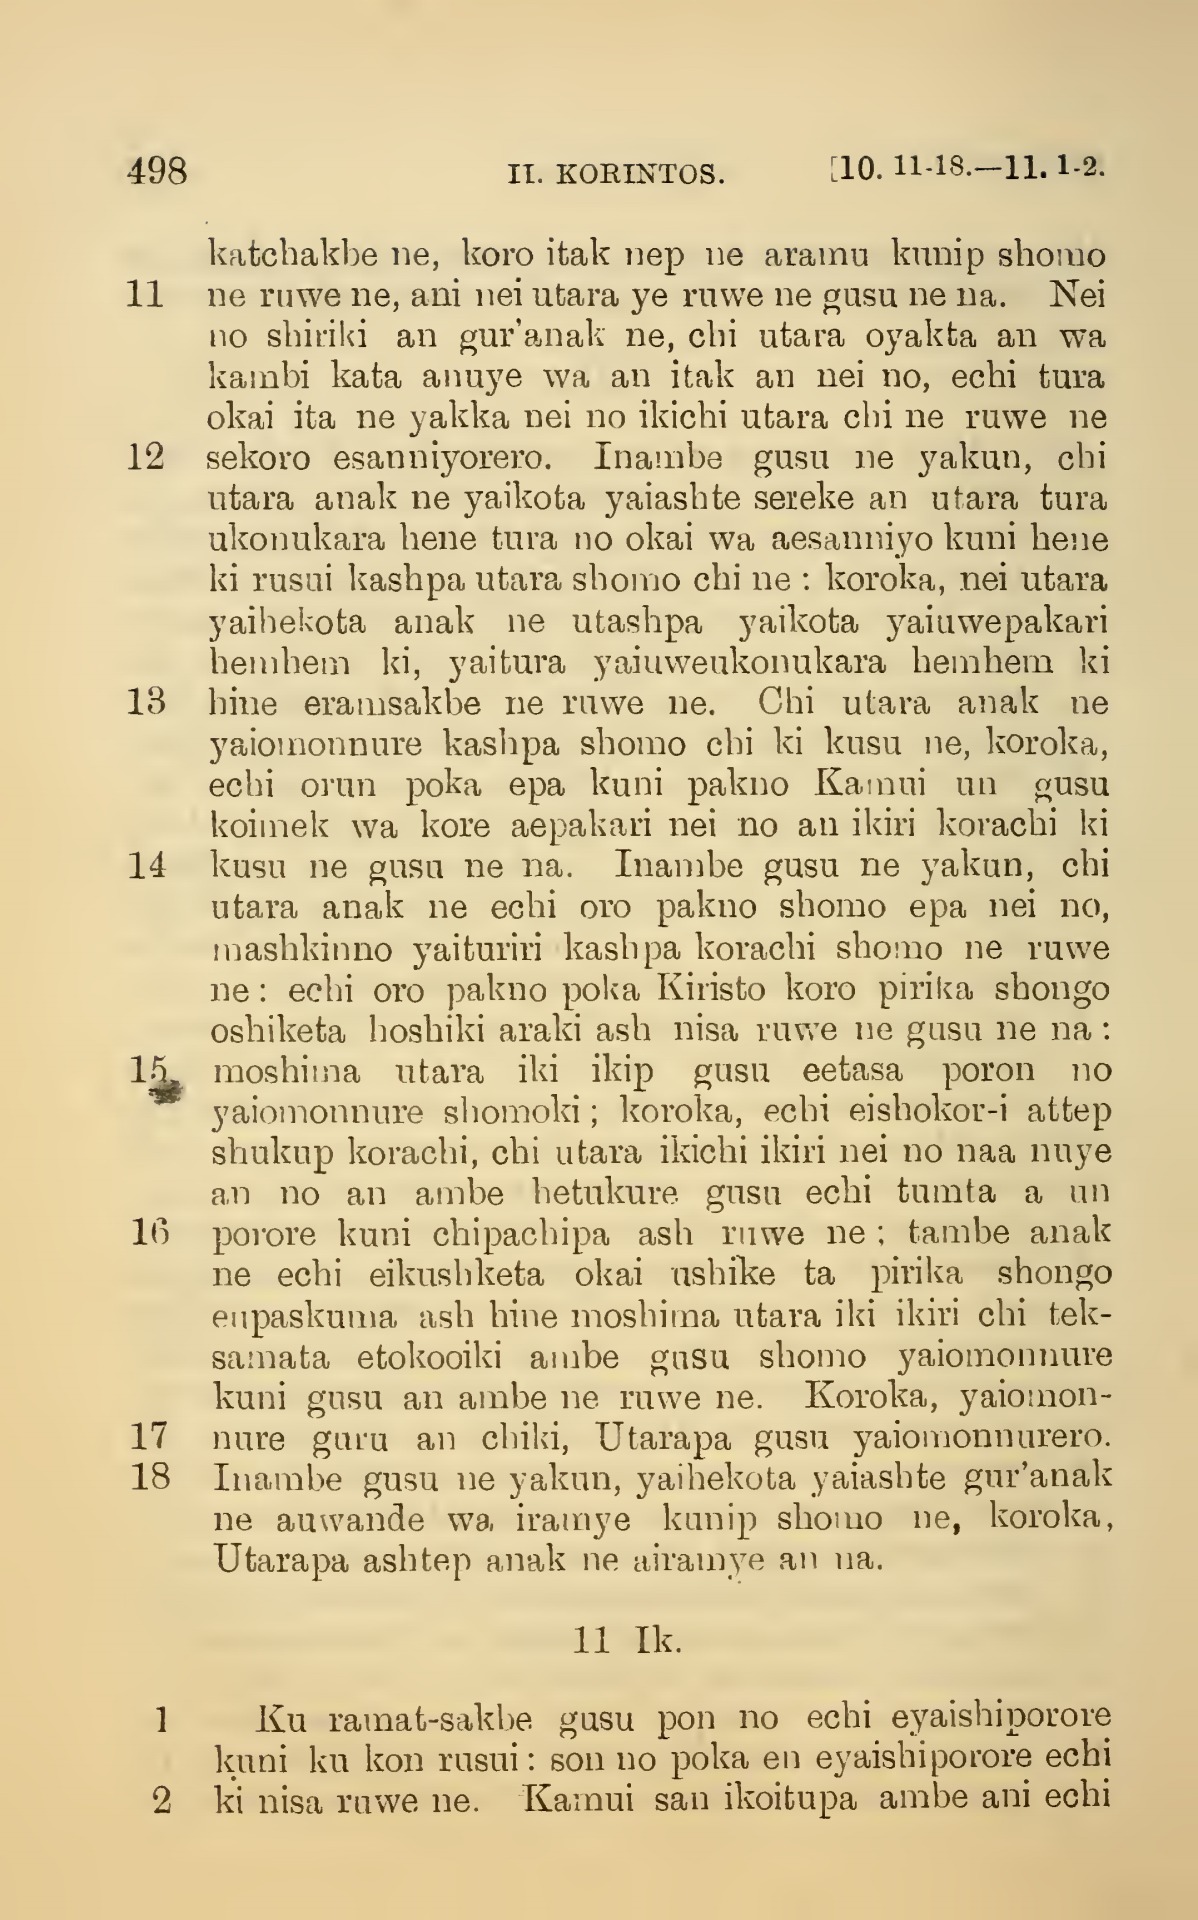 498 II. KORINTOS. [10. 11-18.—11. 1-2.
katchakbe ne, koro itak nep ne aramu kunip shomo
11 ne ruwe ne, ani nei utara ye ruwe ne gusu ne na. Nei
no shiriki an gur'anak ne, chi utara oyakta an wa
kambi kata anuye wa an itak an nei no, echi tura
okai ita ne yakka nei no ikichi utara chi ne ruwe ne
12 sekoro esanniyorero. Inambe gusu ne yakun, chi
utara anak ne yaikota yaiashte sereke an utara tura
ukonukara hene tura no okai wa aesanniyo kuni hene
ki rusui kashpa utara shomo chi ne : koroka, nei utara
yaihekota anak ne utashpa yaikota yaiuwepakari
hemhem ki, yaitura yaiuweukonukara hemhem ki
13 hine eramsakbe ne ruwe ne. Chi utara anak ne
yaiomonnure kashpa shomo chi ki kusu ne, koroka,
echi orun poka epa kuni pakno Kamui un gusu
koimek wa kore aepakari nei no an ikiri korachi ki
14 kusu ne gusu ne na. Inambe gusu ne yakun, chi
utara anak ne echi oro pakno shomo epa nei no,
mashkinno yaituriri kashpa korachi shomo ne ruwe
ne : echi oro pakno poka Kiristo koro pirika shongo
oshiketa hoshiki araki ash nisa ruwe ne gusu ne na :
15 moshima utara iki ikip gusu eetasa poron no
yaiomonnure shomoki ; koroka, echi eishokor-i attep
shukup korachi, chi utara ikichi ikiri nei no naa nuye
an no an ambe hetukure gusu echi tumta a un
16 porore kuni chipachipa ash ruwe ne ; tambe anak
ne echi eikushketa okai ushike ta pirika shongo
eupaskuma ash hine moshima utara iki ikiri chi tek-
samata etokooiki ambe gusu shomo yaiomonnure
kuni gusu an ambe ne ruwe ne. Koroka, yaiomon-
17 nure guru an chiki, Utarapa gusu yaiomonnurero.
18 Inambe gusu ne yakun, yaihekota yaiashte gur'anak
ne auwande wa iramye kunip shomo ne, koroka,
Utarapa ashtep anak ne airamye an na.
11 Ik.
1 Ku ramat-sakbe gusu pon no echi eyaishiporore
kuni ku kon rusui : son no poka en eyaishiporore echi
2 ki nisa ruwe ne. Kamui san ikoitupa ambe ani echi